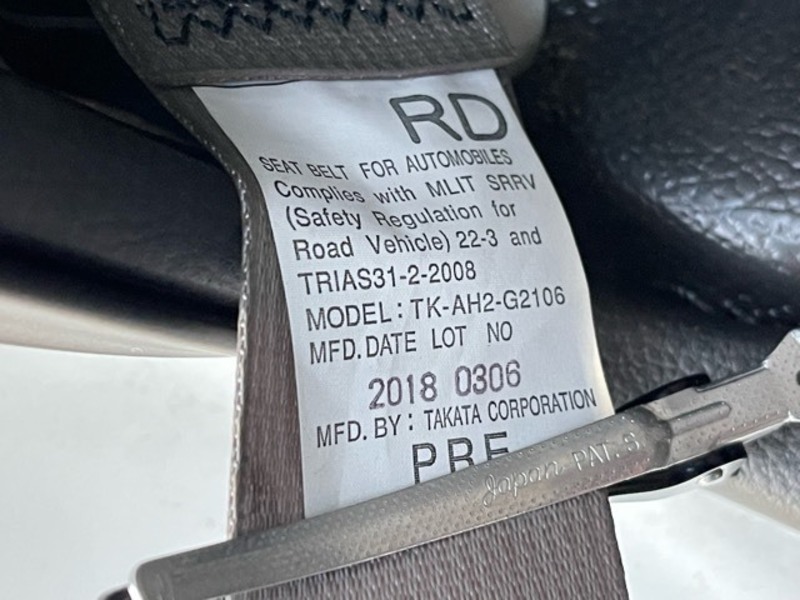 RD
SEAT BELT FOR AUTOMOBILES
Complies with MLIT SRRV
(Safety Regulation for
Road Vehicle) 22-3 and
TRIAS31-2-2008
MODEL: TK-AH2-G2106
MFD.DATE LOT NO
2018 0306
MFD. BY: TAKATA CORPORATION
PRE
Japan PAT. S